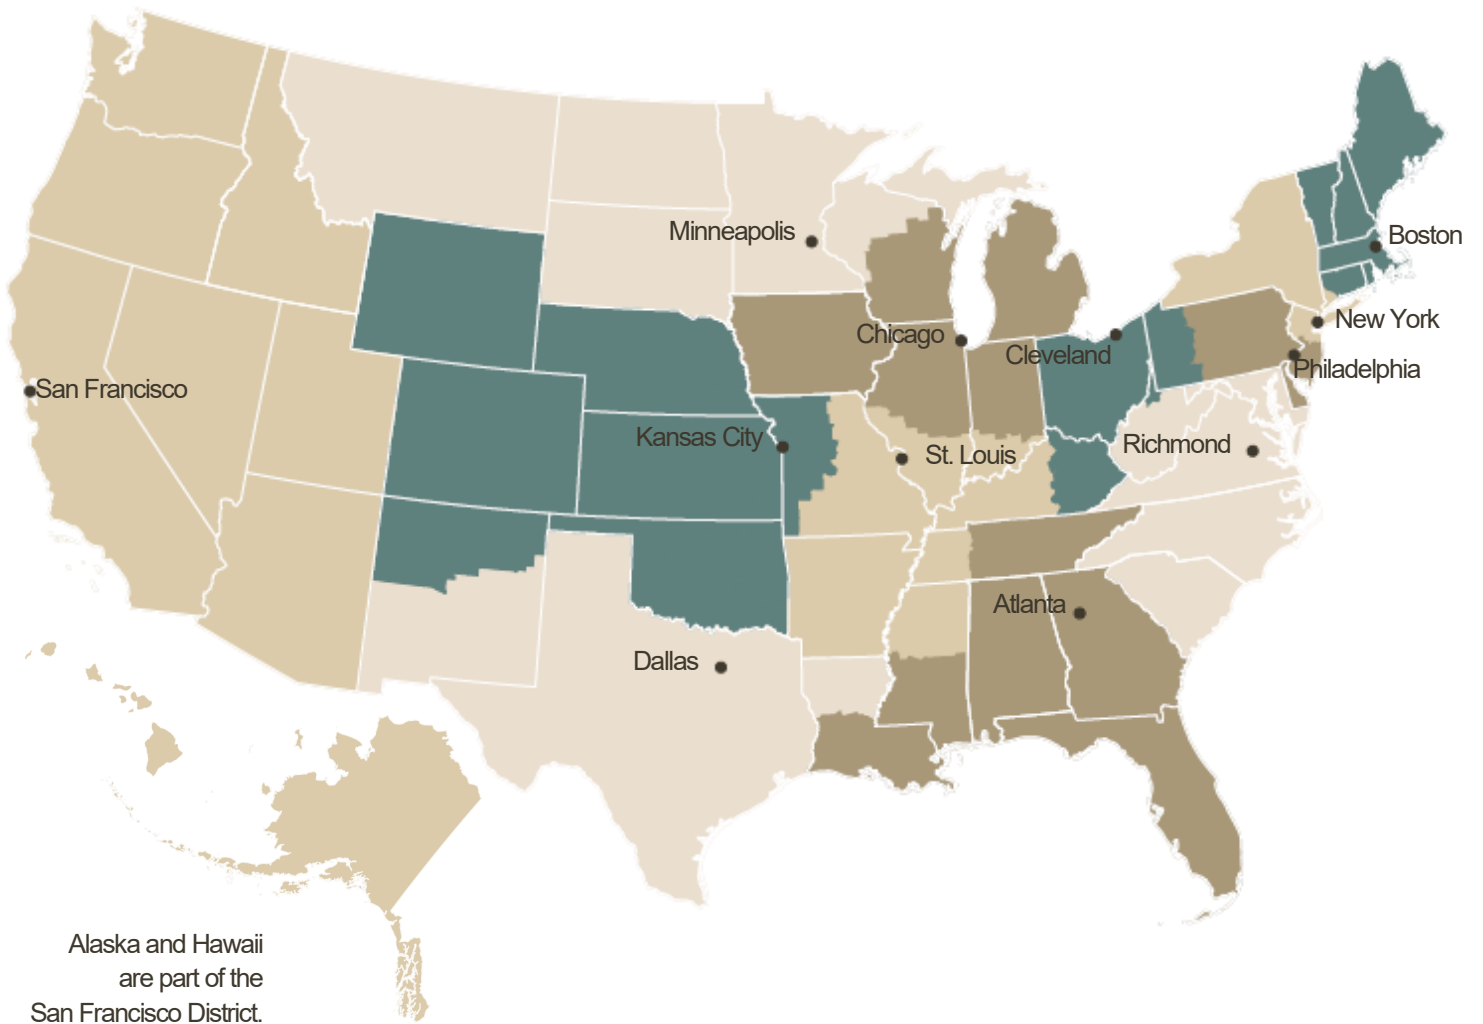 Minneapolis
Boston
New York
Chicago
Cleveland
Philadelphia
San Francisco
Kansas City
St. Louis
Richmond
Atlanta
Dallas
Alaska and Hawaii
are part of the
San Francisco District.